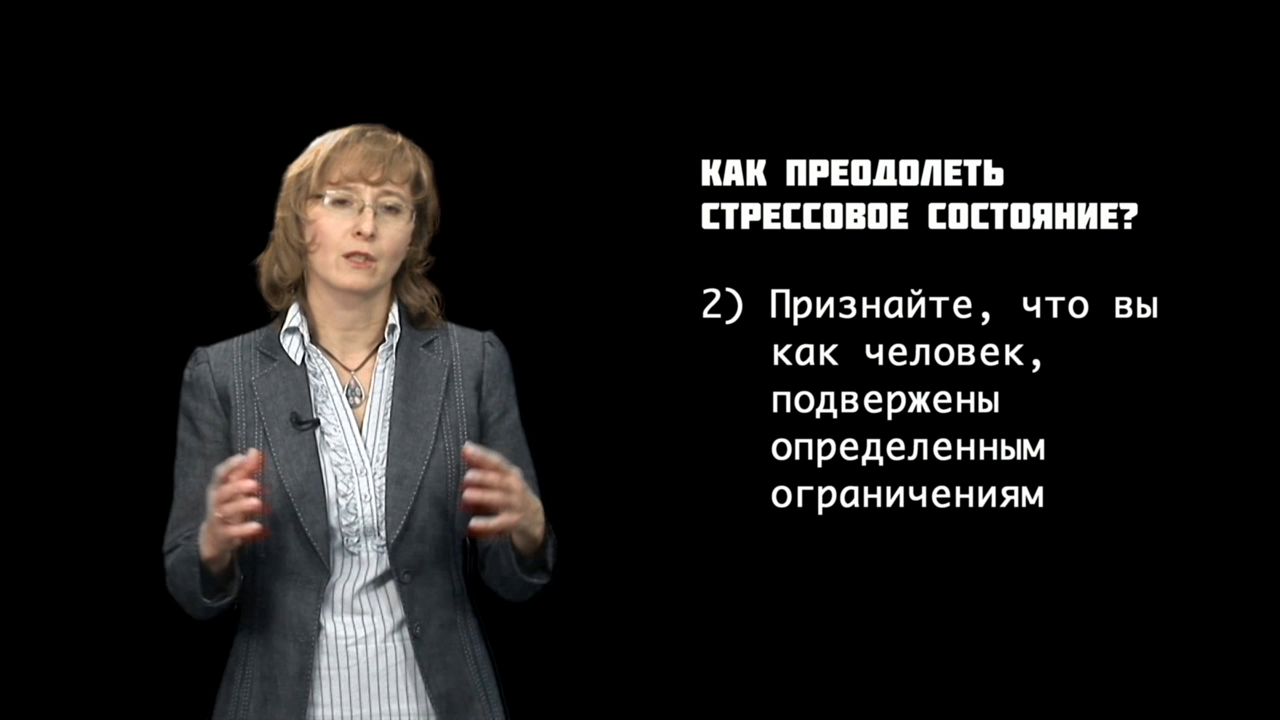 КАК ПРЕОДОЛЕТЬ
СТРЕССОВОЕ СОСТОЯНИЕ?
2) Признайте, что вы
как человек,
подвержены
определенным
ограничениям